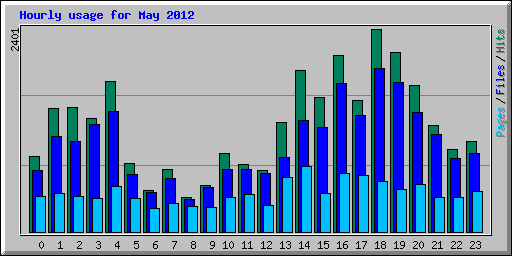 Hourly usage for May 2012
2401
Pages / Files / Hits
0 1 2 3 4 5 6 7 8 9 10 11 12 13 14 15 16 17 18 19 20 21 22 23